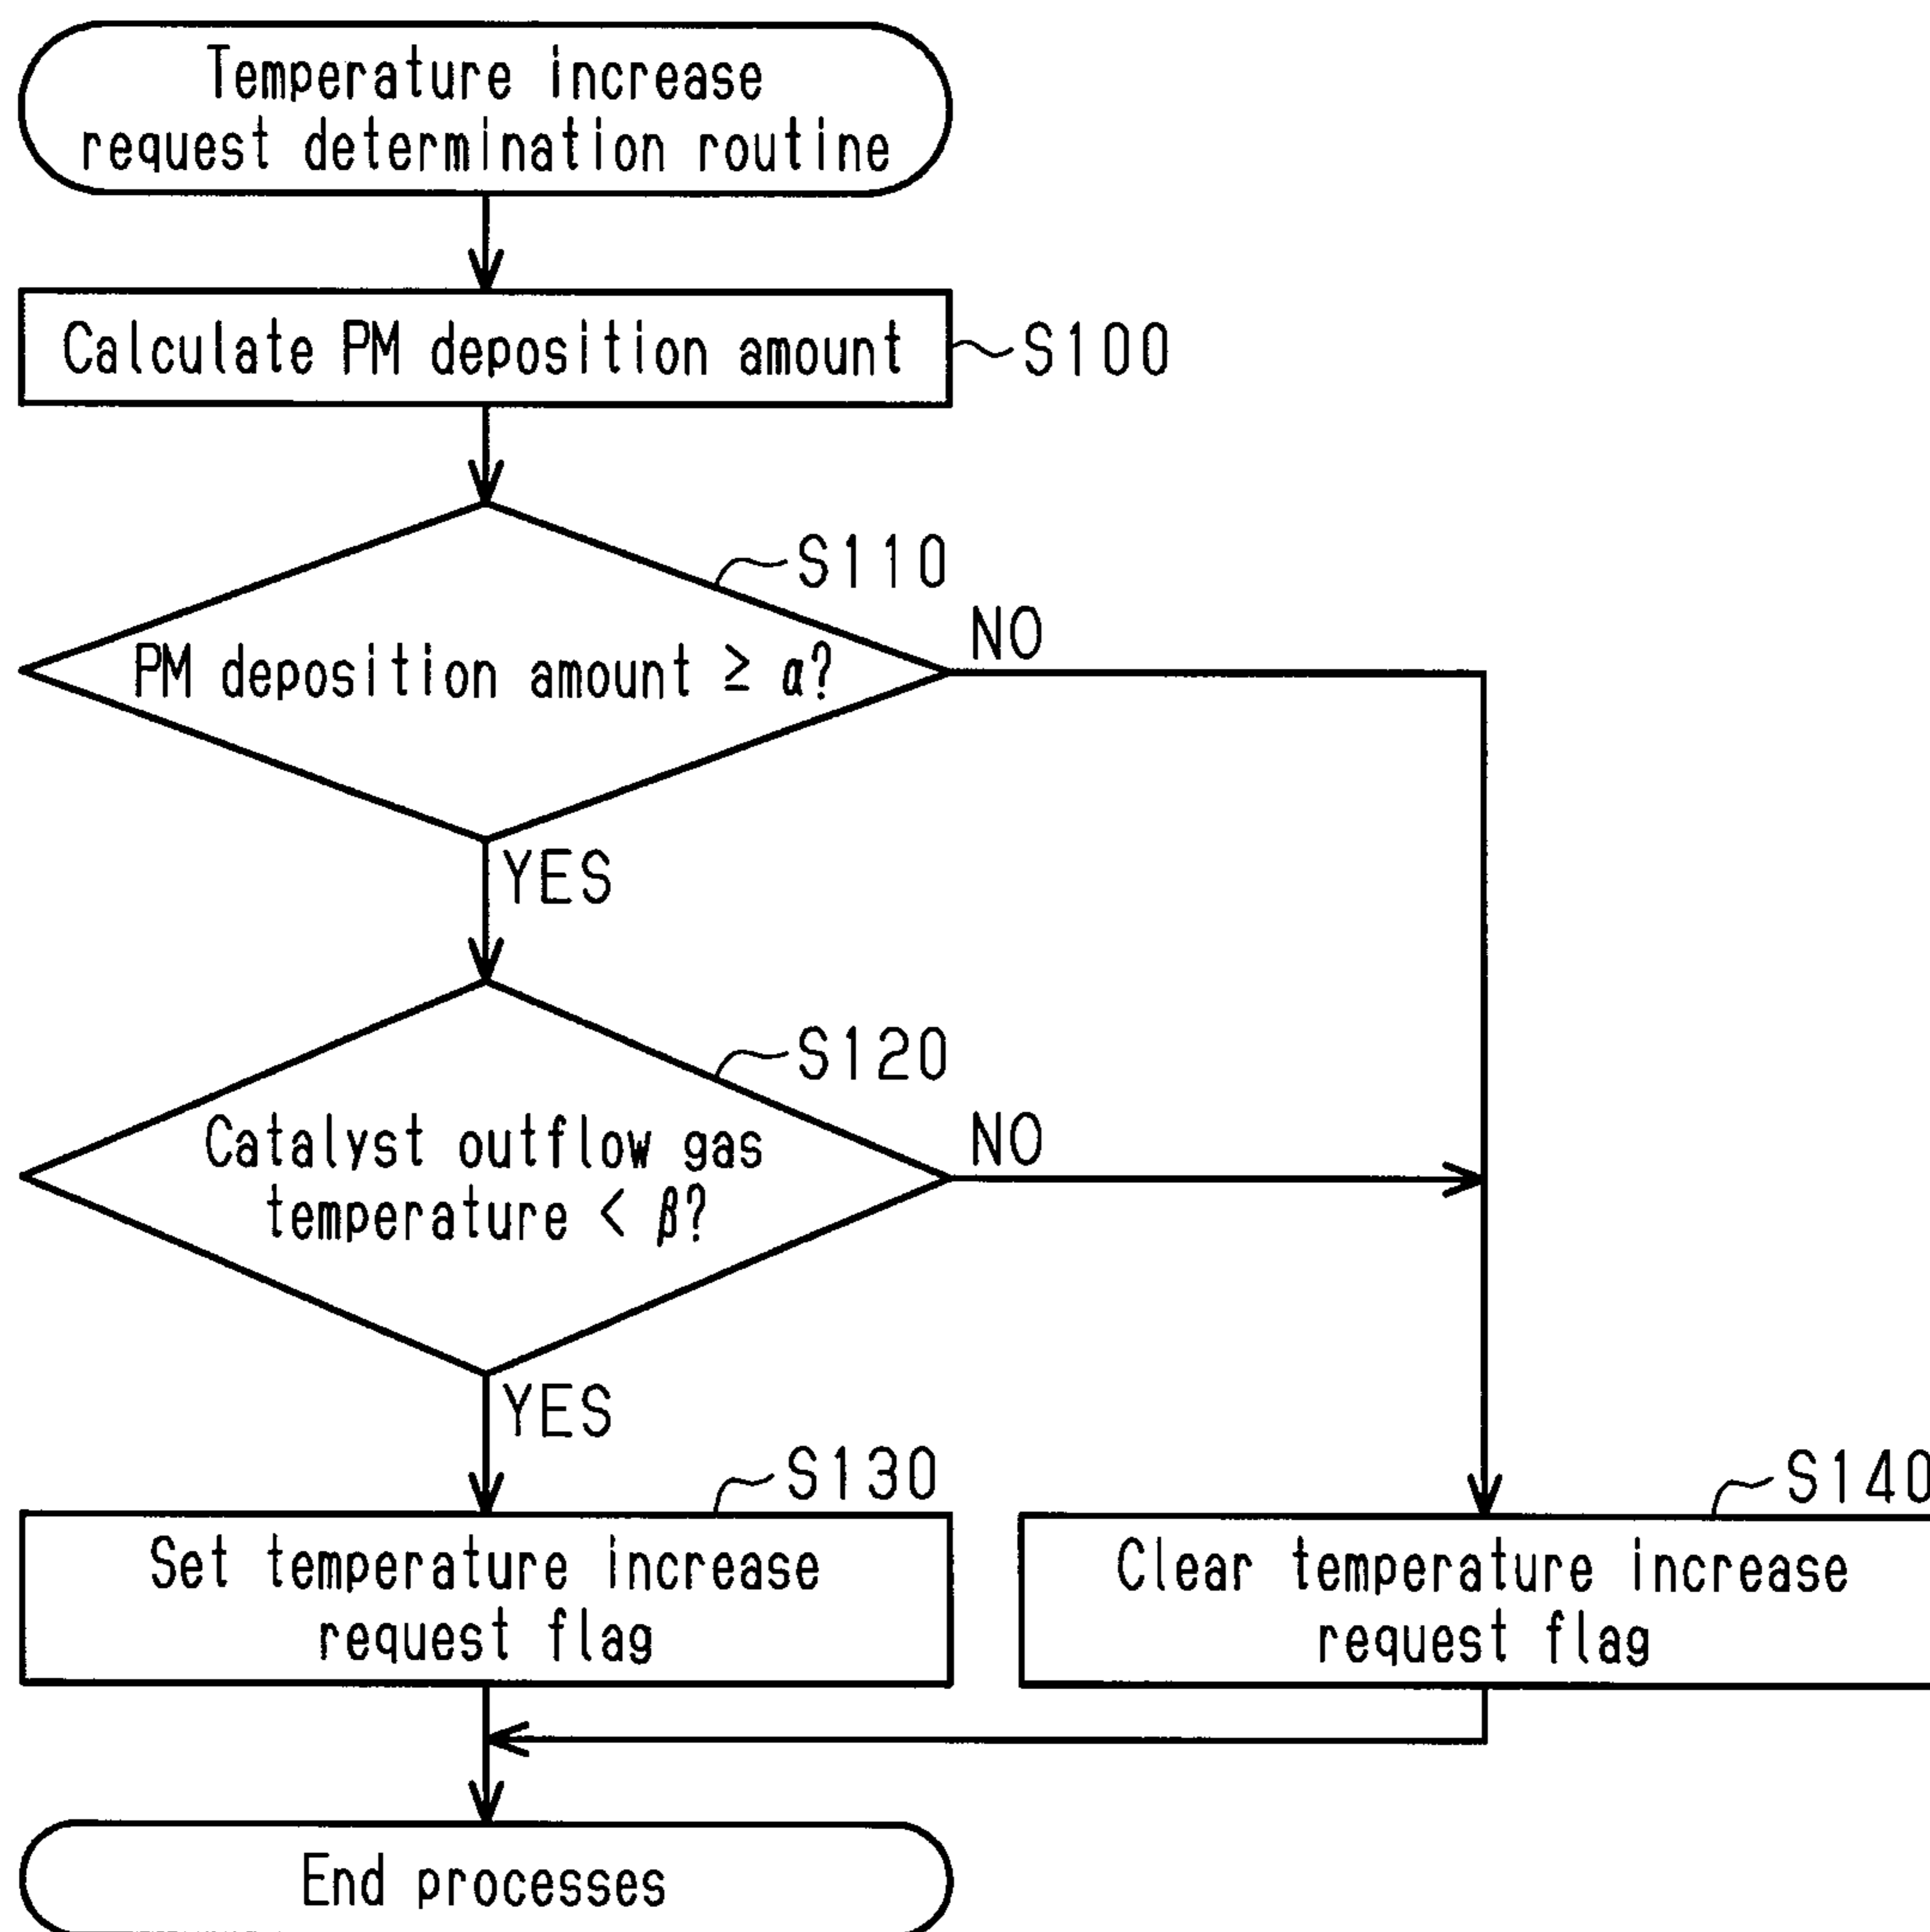 Temperature increase
request determination routine
Calculate PM deposition amount
S100
S110
PM deposition amount ≥ α?
NO
YES
S120
Catalyst outflow gas
temperature < β?
NO
YES
S130
Set temperature increase
request flag
S140
Clear temperature increase
request flag
End processes